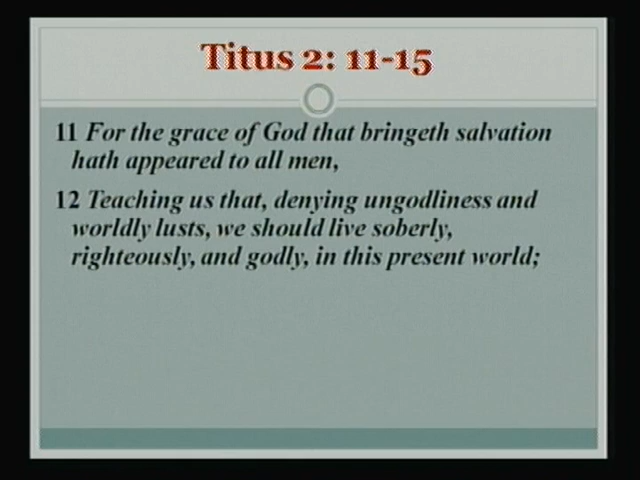 Titus 2: 11-15
11 For the grace of God that bringeth salvation
hath appeared to all men,
12 Teaching us that, denying ungodliness and
worldly lusts, we should live soberly,
righteously, and godly, in this present world;